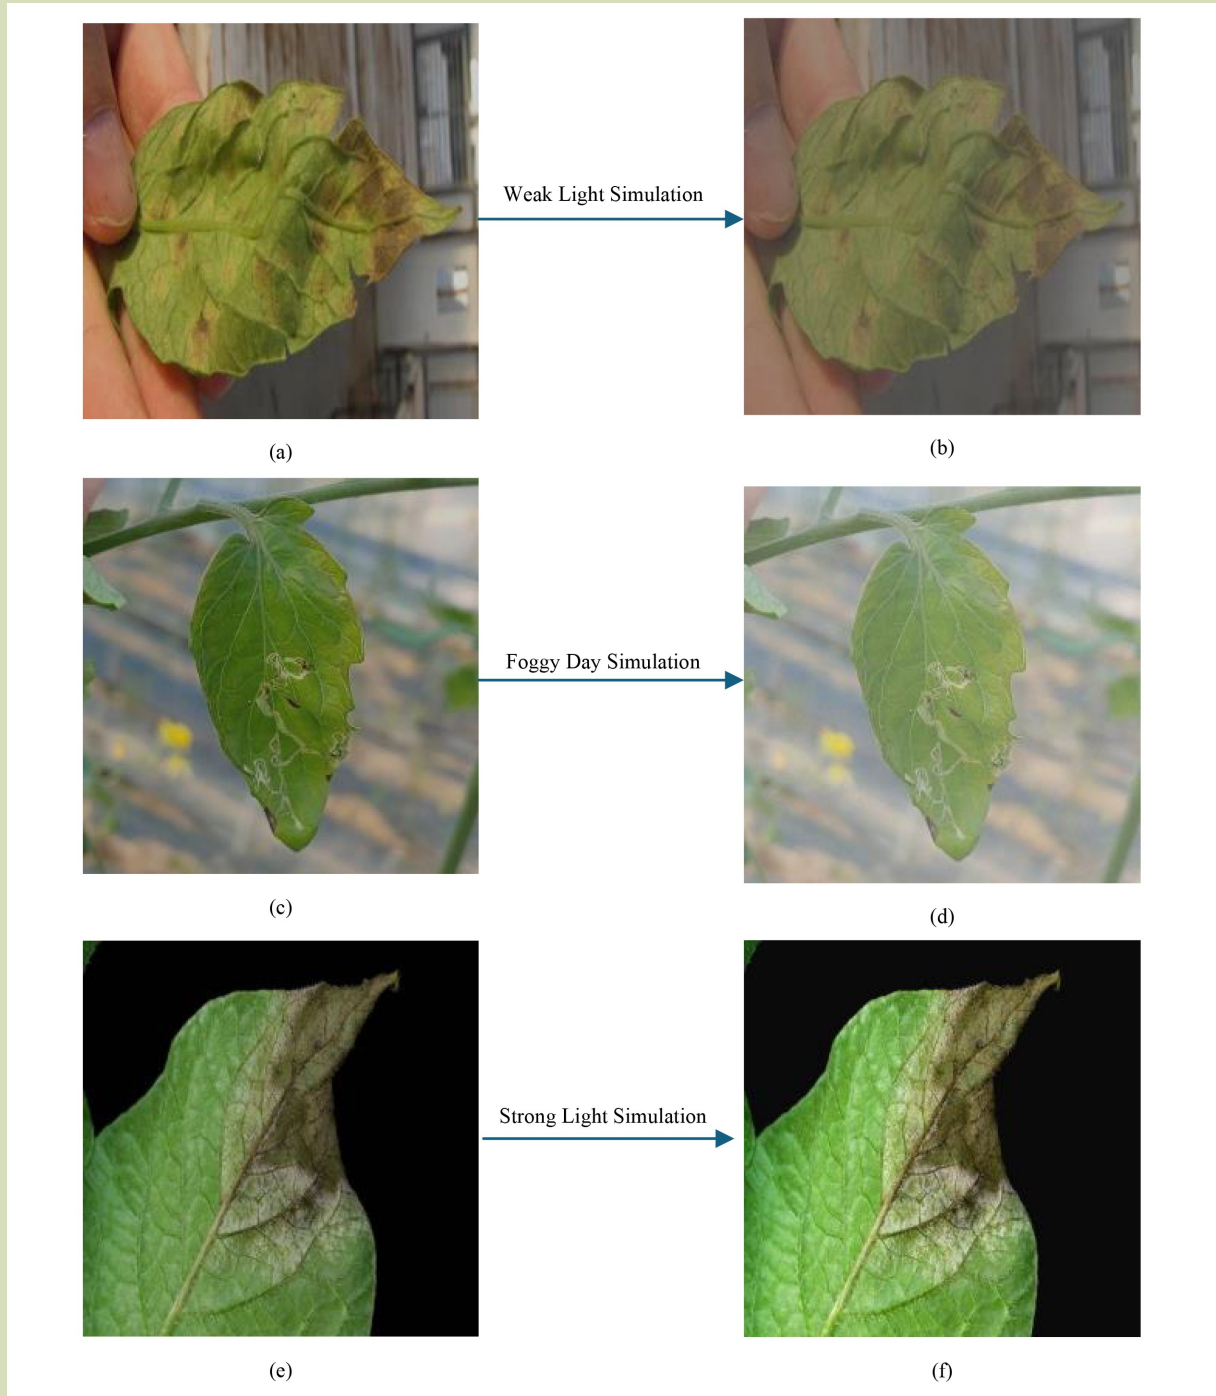 Weak Light Simulation
(a)
(b)
Foggy Day Simulation
(c)
(d)
Strong Light Simulation
(e)
(f)